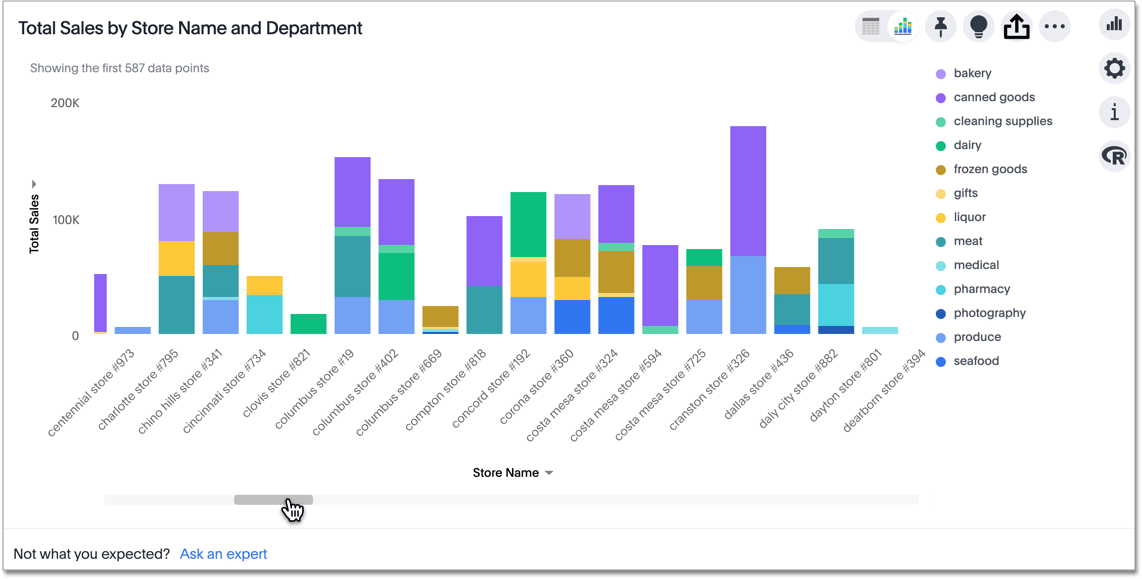 Total Sales by Store Name and Department
Showing the first 587 data points
200K
100K
0
Total Sales
centennial store #973
charlotte store #795
chino hills store #341
cincinnati store #734
clovis store #821
columbus store #19
columbus store #402
columbus store #669
compton store #818
concord store #192
corona store #360
costa mesa store #324
costa mesa store #594
costa mesa store #725
cranston store #326
dallas store #436
daly city store #882
dayton store #801
dearborn store #394
Store Name
bakery
canned goods
cleaning supplies
dairy
frozen goods
gifts
liquor
meat
medical
pharmacy
photography
produce
seafood
i
R
Not what you expected? Ask an expert